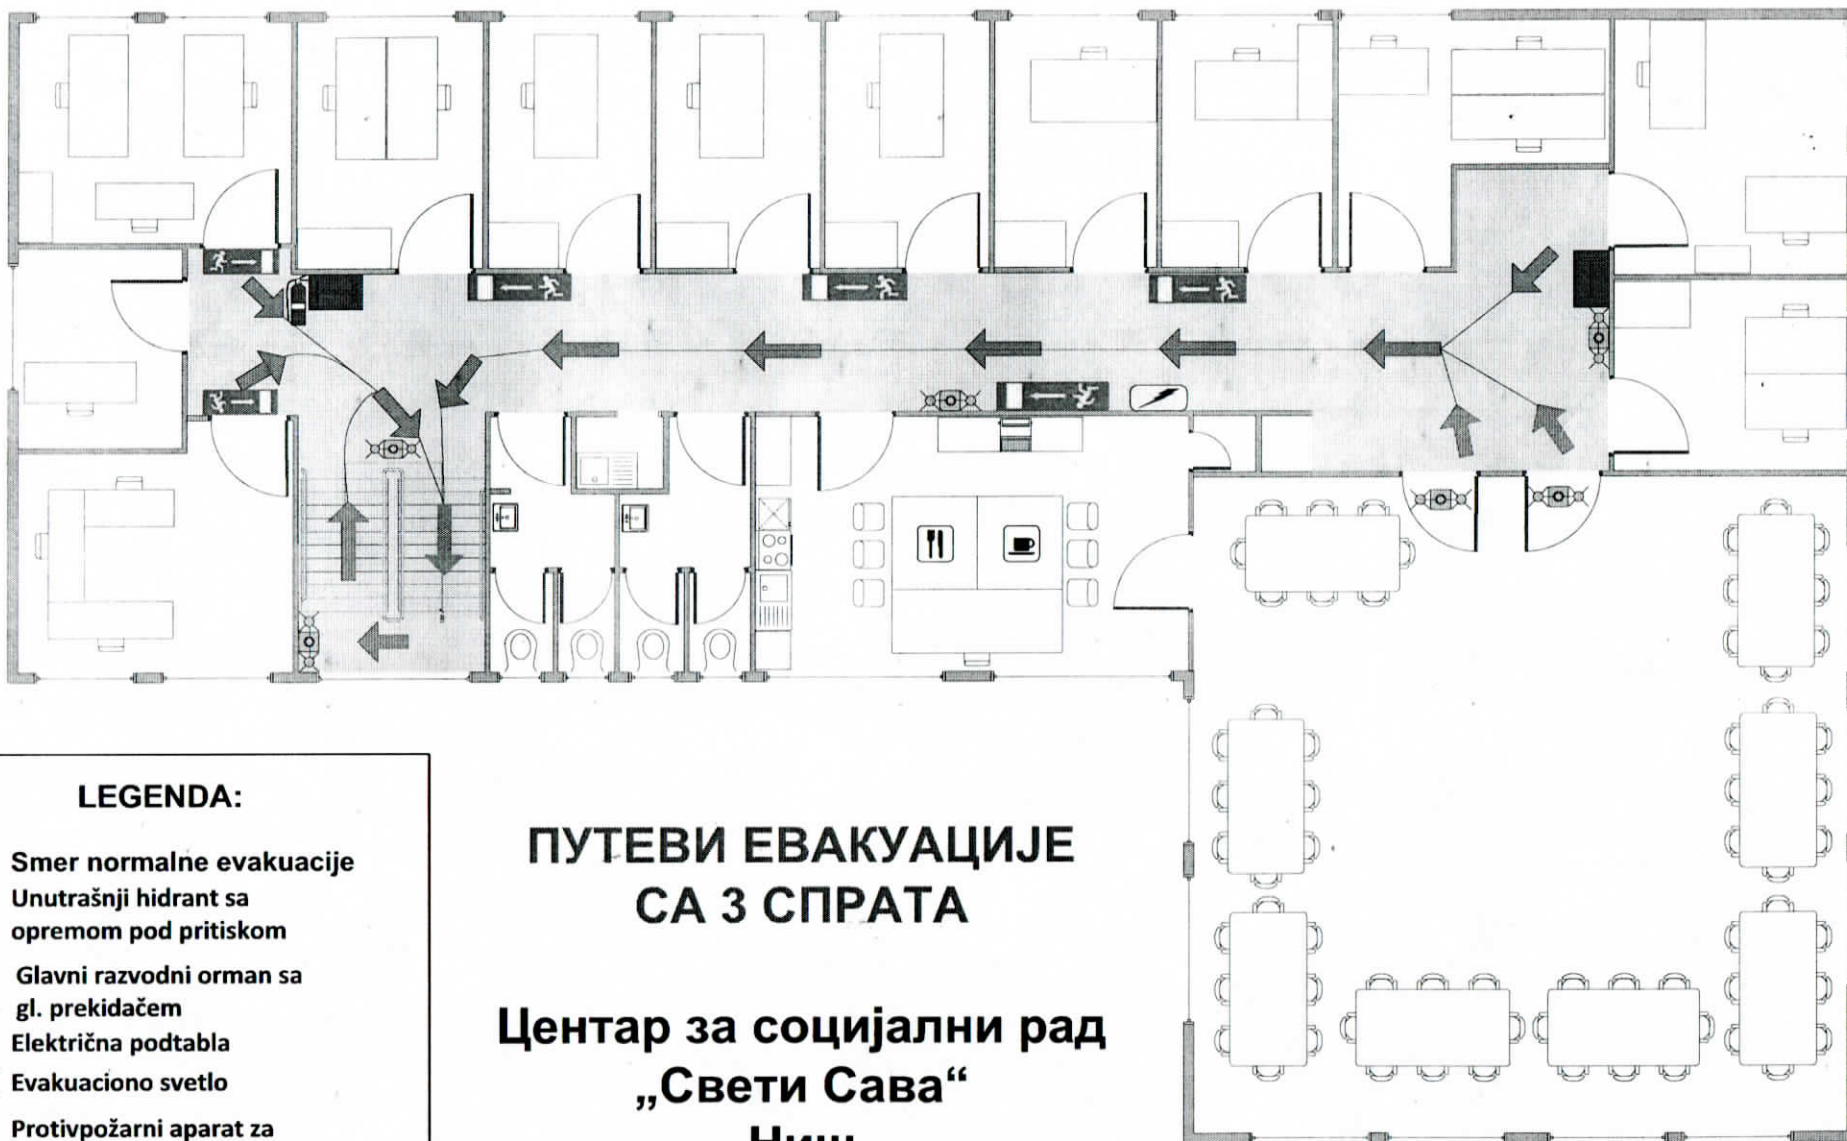 LEGENDA:
Smer normalne evakuacije
Unutrašnji hidrant sa
opremom pod pritiskom
Glavni razvodni orman sa
gl. prekidačem
Električna podtabla
Evakuaciono svetlo
Protivpožarni aparat za
ПУТЕВИ ЕВАКУАЦИЈЕ
СА 3 СПРАТА
Центар за социјални рад
„Свети Сава“
Ниш